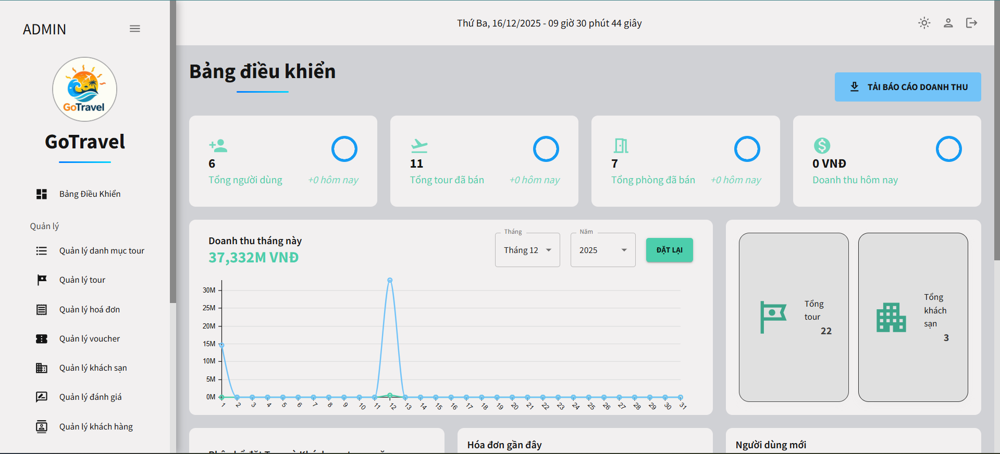 ADMIN
Thứ Ba, 16/12/2025 - 09 giờ 30 phút 44 giây
GoTravel
GoTravel
Bảng Điều Khiển
Quản lý
Quản lý danh mục tour
Quản lý tour
Quản lý hoá đơn
Quản lý voucher
Quản lý khách sạn
Quản lý đánh giá
Quản lý khách hàng
Bảng điều khiển
TẢI BÁO CÁO DOANH THU
6
Tổng người dùng +0 hôm nay
11
Tổng tour đã bán +0 hôm nay
7
Tổng phòng đã bán +0 hôm nay
0 VNĐ
Doanh thu hôm nay
Doanh thu tháng này
37,332M VNĐ
Tháng
Tháng 12
Năm
2025
ĐẶT LẠI
30M
25M
20M
15M
10M
5M
0M
1 2 3 4 5 6 7 8 9 10 11 12 13 14 15 16 17 18 19 20 21 22 23 24 25 26 27 28 29 30 31
Tổng
tour
22
Tổng
khách
sạn
3
Hóa đơn gần đây
Người dùng mới